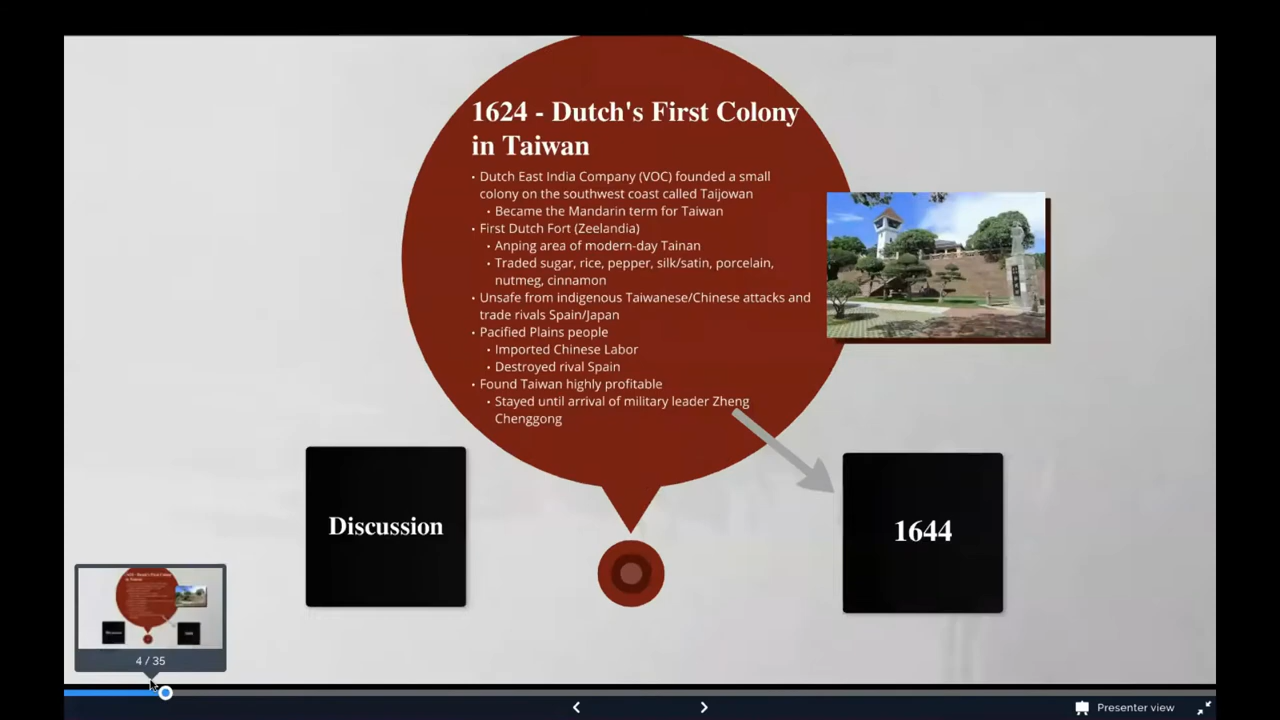 1624 - Dutch's First Colony
in Taiwan
• Dutch East India Company (VOC) founded a small
colony on the southwest coast called Taijowan
• Became the Mandarin term for Taiwan
• First Dutch Fort (Zeelandia)
• Anping area of modern-day Tainan
• Traded sugar, rice, pepper, silk/satin, porcelain,
nutmeg, cinnamon
• Unsafe from indigenous Taiwanese/Chinese attacks and
trade rivals Spain/Japan
• Pacified Plains people
• Imported Chinese Labor
• Destroyed rival Spain
• Found Taiwan highly profitable
• Stayed until arrival of military leader Zheng
Chenggong
Discussion
1644
4 / 35
Presenter view